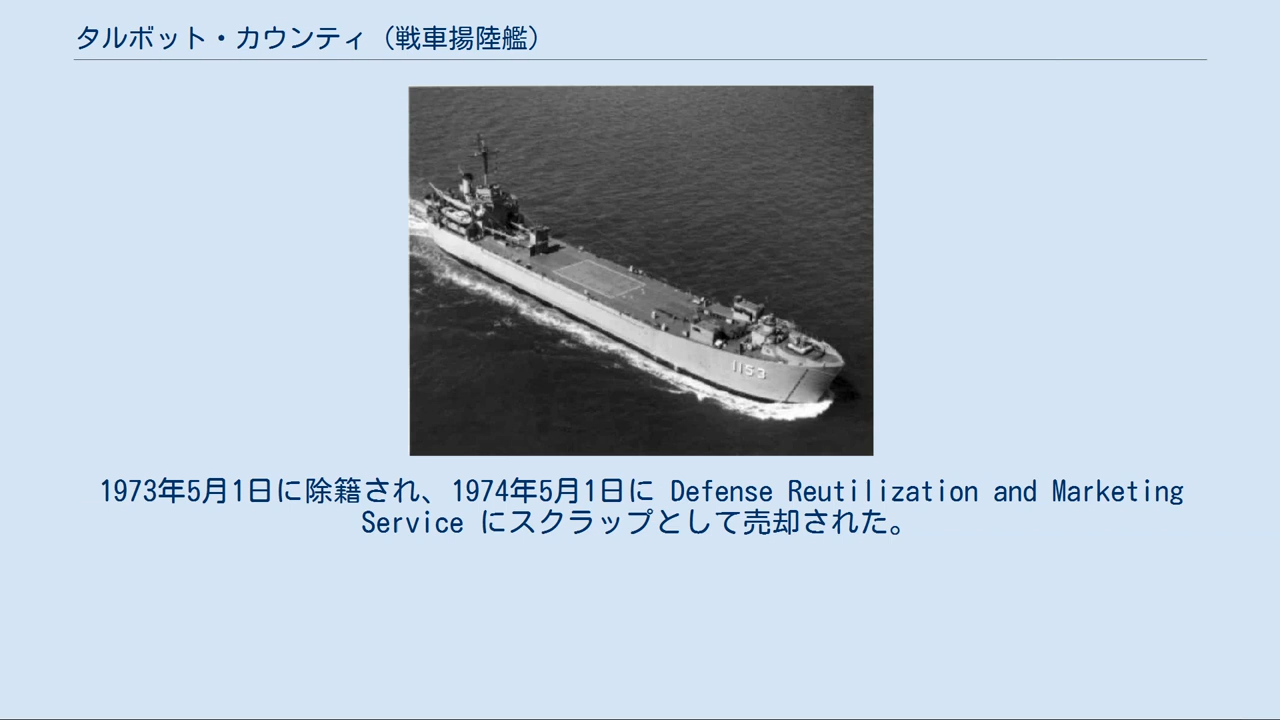 タルボット・カウンティ（戦車揚陸艦）
1153
1973年5月1日に除籍され、1974年5月1日に Defense Reutilization and Marketing
Service にスクラップとして売却された。